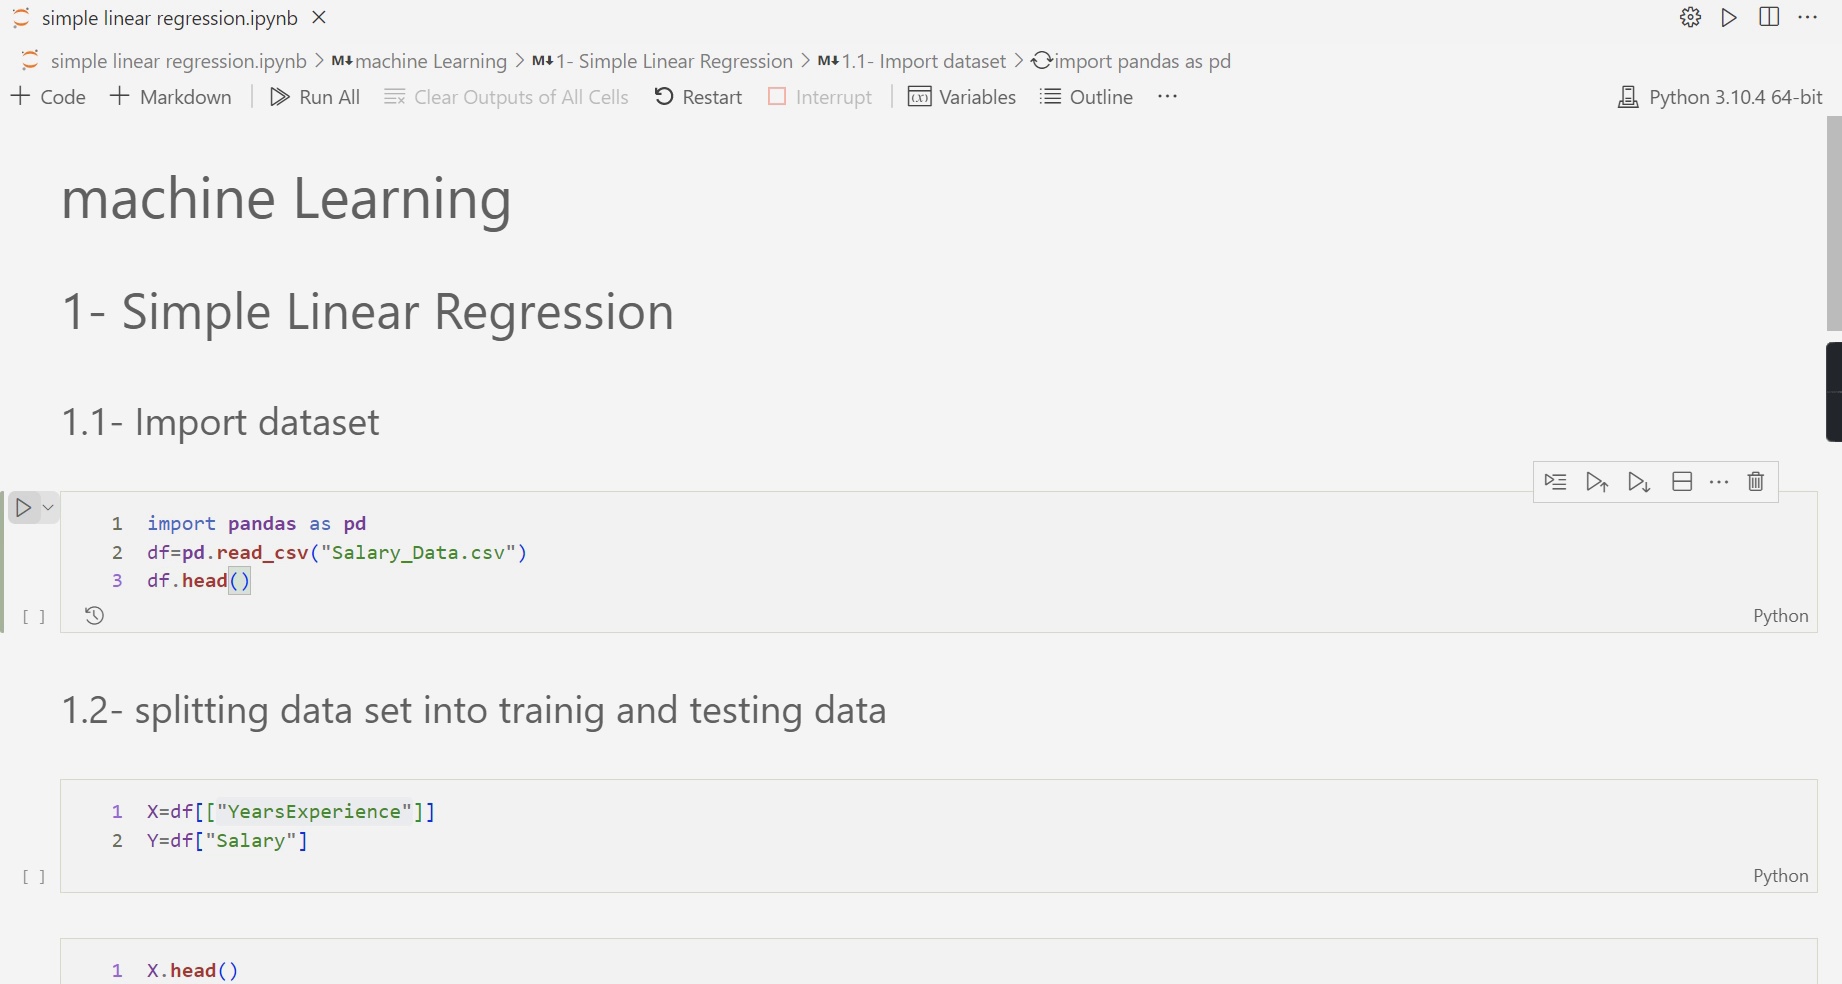 simple linear regression.ipynb
simple linear regression.ipynb > M↓ machine Learning > M↓ 1- Simple Linear Regression > M↓ 1.1- Import dataset > import pandas as pd
+ Code + Markdown | Run All Clear Outputs of All Cells Restart Interrupt | Variables Outline ··· Python 3.10.4 64-bit
machine Learning
1- Simple Linear Regression
1.1- Import dataset
1 import pandas as pd
2 df=pd.read_csv("Salary_Data.csv")
3 df.head()
[ ] Python
1.2- splitting data set into trainig and testing data
1 X=df[["YearsExperience"]]
2 Y=df["Salary"]
[ ] Python
1 X.head()